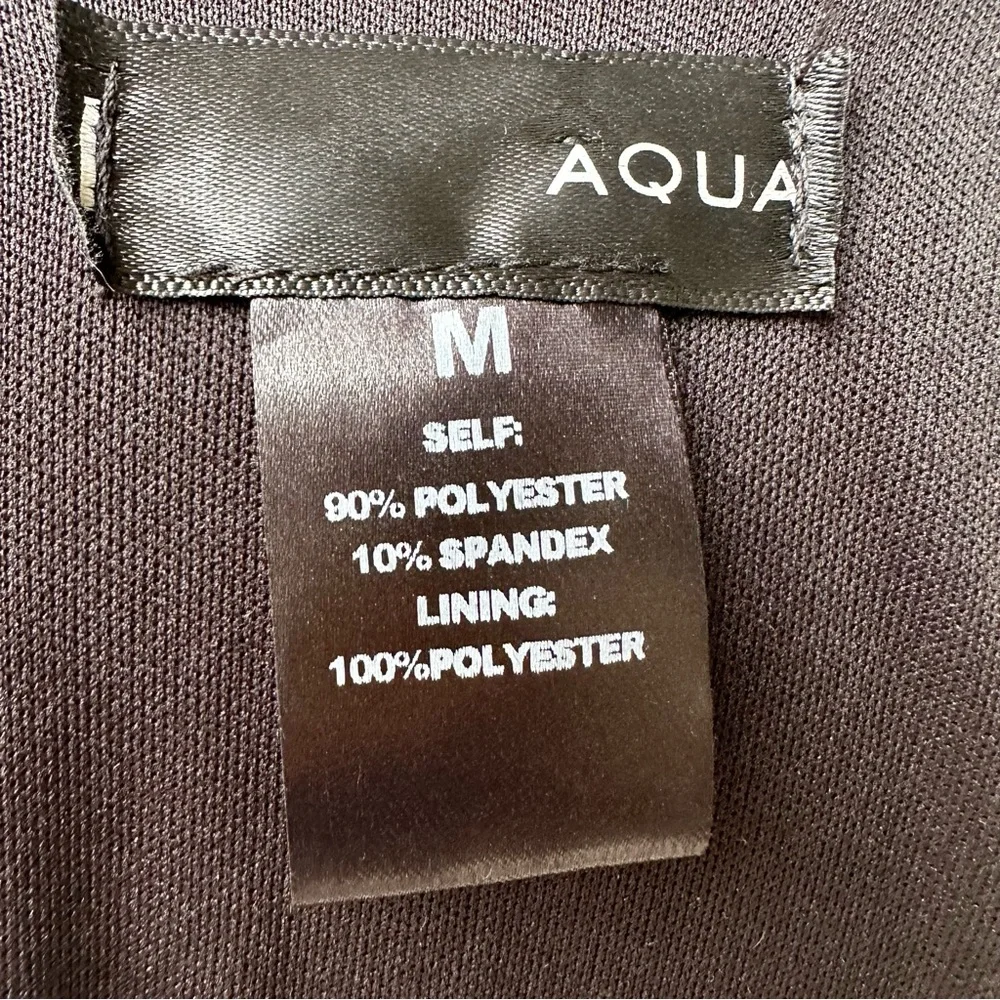 AQUA
M
SELF:
90% POLYESTER
10% SPANDEX
LINING:
100%POLYESTER